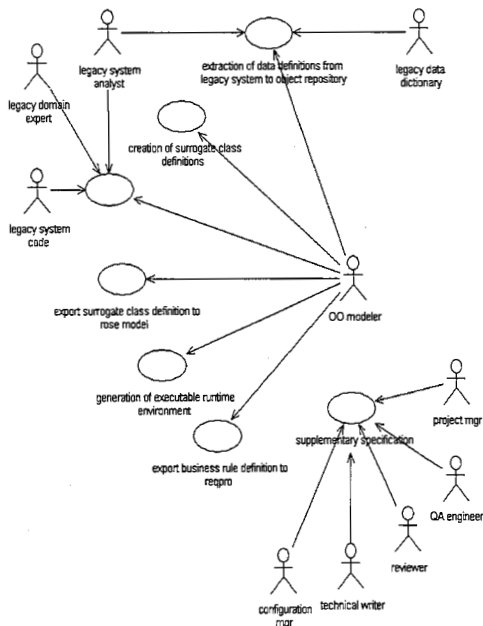 legacy system
analyst
extraction of data definitions from
legacy system to object repository
legacy data
dictionary
legacy domain
expert
creation of surrogate class
definitions
legacy system
code
OO modeler
export surrogate class definition to
rose model
generation of executable runtime
environment
project mgr
supplementary specification
export business rule definition to
reqpro
QA engineer
reviewer
configuration
mgr
technical writer